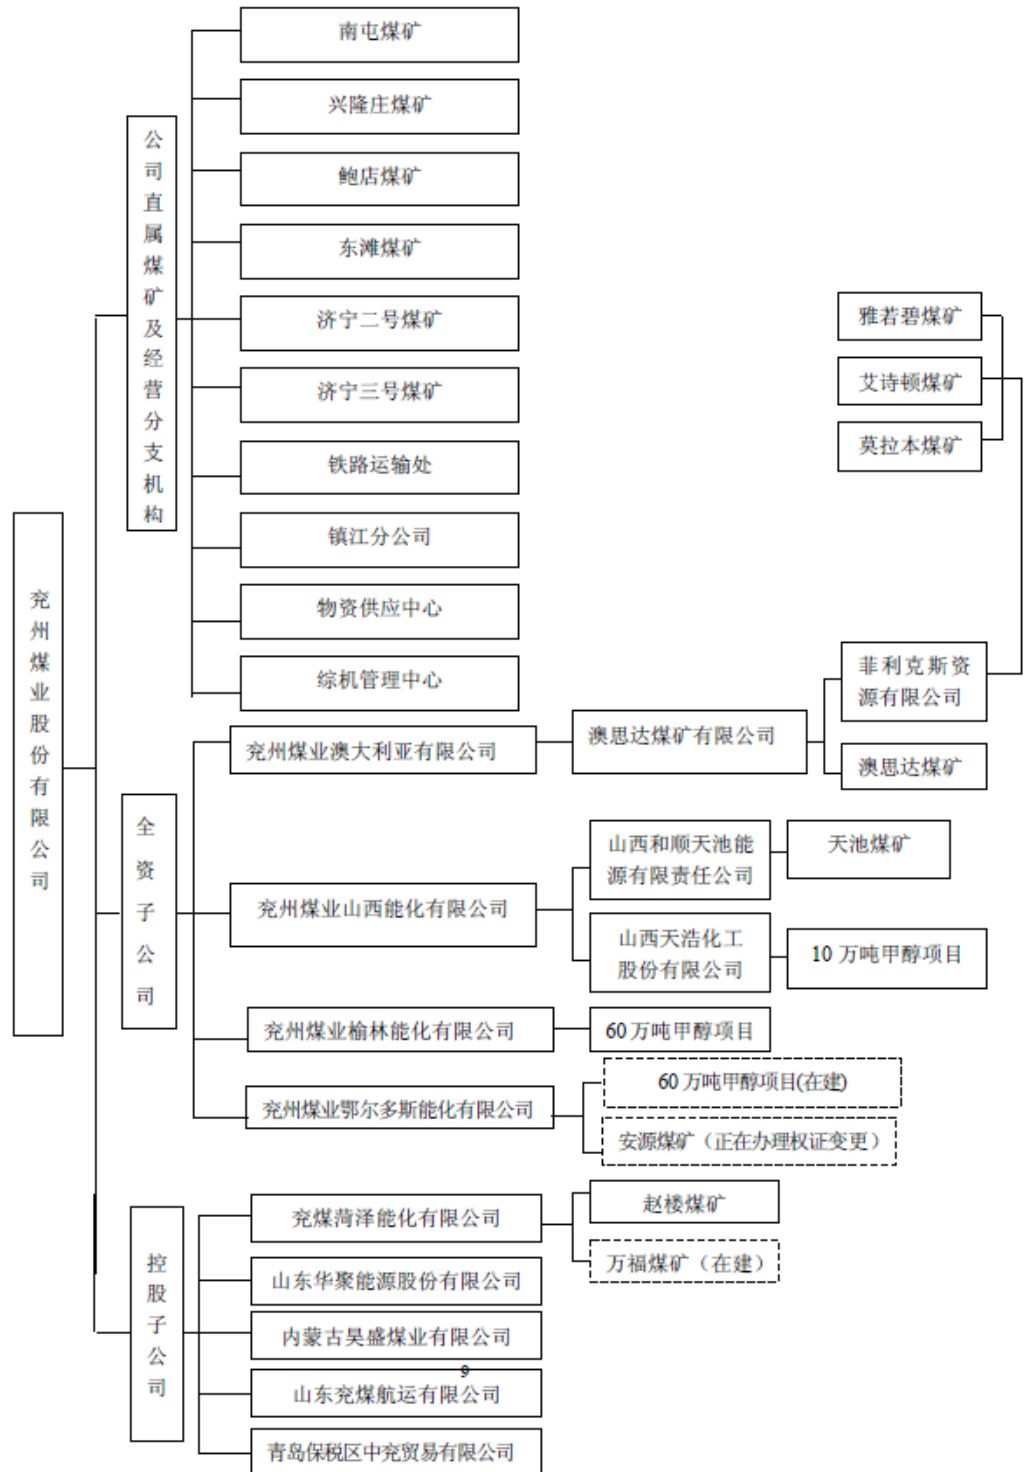 兖州煤业股份有限公司
公司直属煤矿及经营分支机构
南屯煤矿
兴隆庄煤矿
鲍店煤矿
东滩煤矿
济宁二号煤矿
济宁三号煤矿
铁路运输处
镇江分公司
物资供应中心
综机管理中心
全资子公司
兖州煤业澳大利亚有限公司
澳思达煤矿有限公司
菲利克斯资
源有限公司
雅若碧煤矿
艾诗顿煤矿
莫拉本煤矿
澳思达煤矿
兖州煤业山西能化有限公司
山西和顺天池能
源有限责任公司
天池煤矿
山西天浩化工
股份有限公司
10 万吨甲醇项目
兖州煤业榆林能化有限公司
60 万吨甲醇项目
兖州煤业鄂尔多斯能化有限公司
60 万吨甲醇项目(在建)
安源煤矿（正在办理权证变更）
控股子公司
兖煤菏泽能化有限公司
赵楼煤矿
万福煤矿（在建）
山东华聚能源股份有限公司
内蒙古昊盛煤业有限公司
9
山东兖煤航运有限公司
青岛保税区中兖贸易有限公司